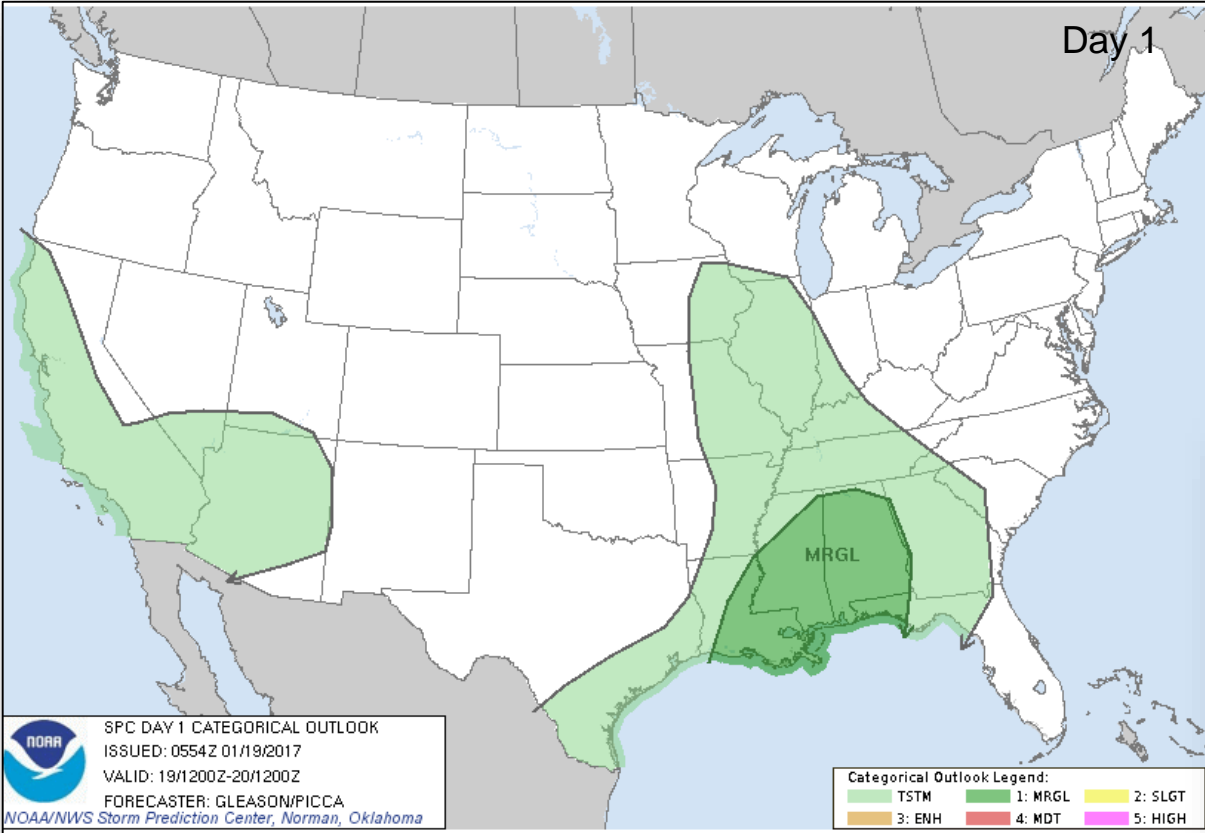 Day 1
MRGL
NOAA
SPC DAY 1 CATEGORICAL OUTLOOK
ISSUED: 0554Z 01/19/2017
VALID: 19/1200Z-20/1200Z
FORECASTER: GLEASON/PICCA
NOAA/NWS Storm Prediction Center, Norman, Oklahoma
Categorical Outlook Legend:
TSTM 1: MRGL 2: SLGT
3: ENH 4: MDT 5: HIGH